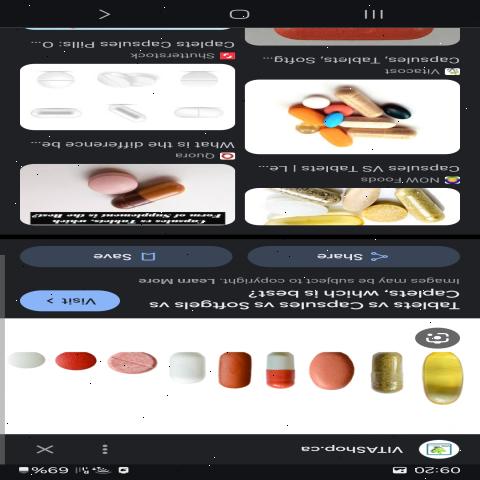 09:20
69%
VITAShop.ca
Tablets vs Capsules vs Softgels vs
Caplets, which is best?
Images may be subject to copyright. Learn More
Visit >
Share
Save
NOW Foods
Capsules VS Tablets | Le...
Capsules vs Tablets, which
Form of Supplement is the Best?
Quora
What is the difference be...
Vitacost
Capsules, Tablets, Softg...
Shutterstock
Caplets Capsules Pills: O...